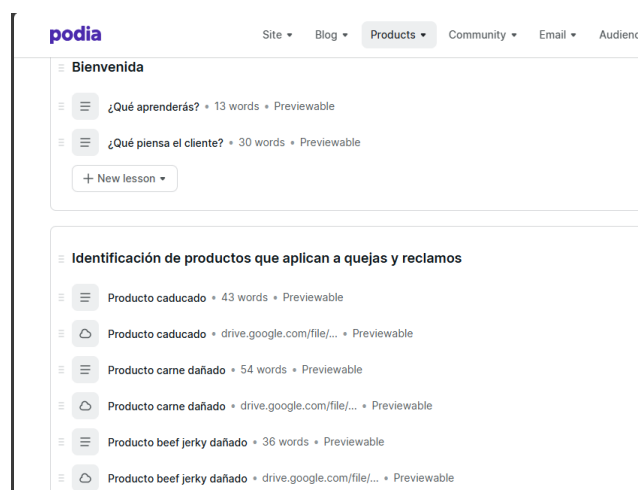 podia
Site Blog Products Community Email
Bienvenida
¿Qué aprenderás? • 13 words • Previewable
¿Qué piensa el cliente? • 30 words • Previewable
+ New lesson
Identificación de productos que aplican a quejas y reclamos
Producto caducado • 43 words • Previewable
Producto caducado • drive.google.com/file/... • Previewable
Producto carne dañado • 54 words • Previewable
Producto carne dañado • drive.google.com/file/... • Previewable
Producto beef jerky dañado • 36 words • Previewable
Producto beef jerky dañado • drive.google.com/file/... • Previewable